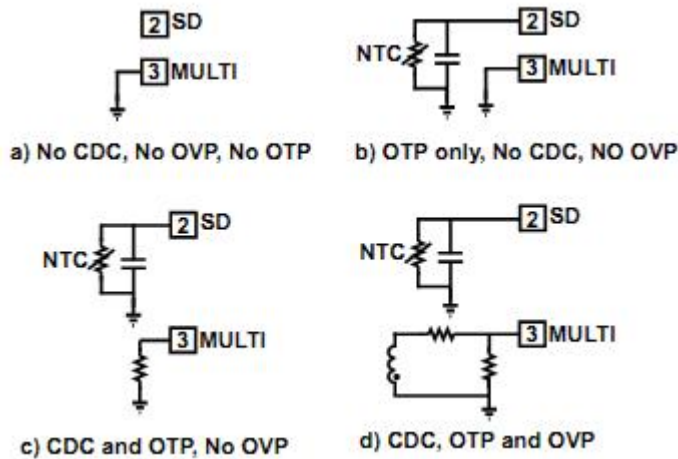 2 SD
3 MULTI
a) No CDC, No OVP, No OTP
2 SD
NTC
3 MULTI
b) OTP only, No CDC, NO OVP
2 SD
NTC
3 MULTI
c) CDC and OTP, No OVP
2 SD
NTC
3 MULTI
d) CDC, OTP and OVP